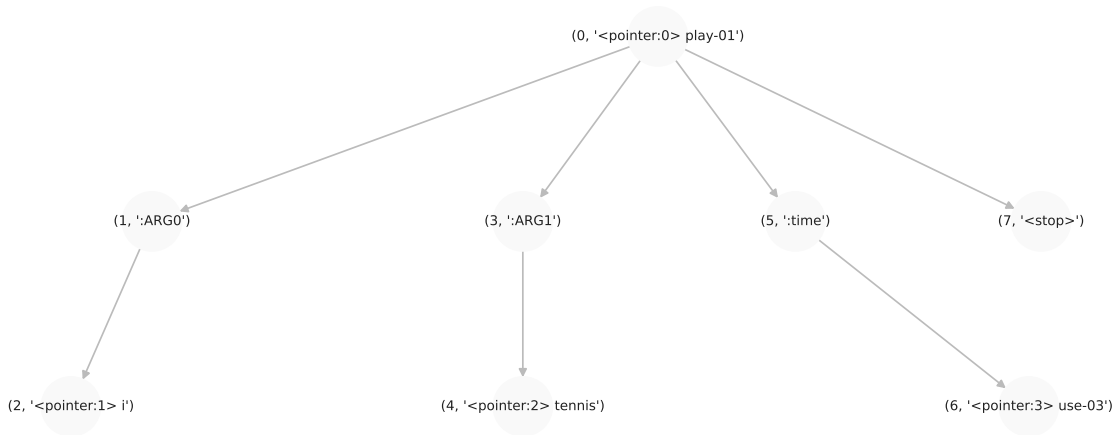 (0, '<pointer:0> play-01')
(1, ':ARG0')
(3, ':ARG1')
(5, ':time')
(7, '<stop>')
(2, '<pointer:1> i')
(4, '<pointer:2> tennis')
(6, '<pointer:3> use-03')